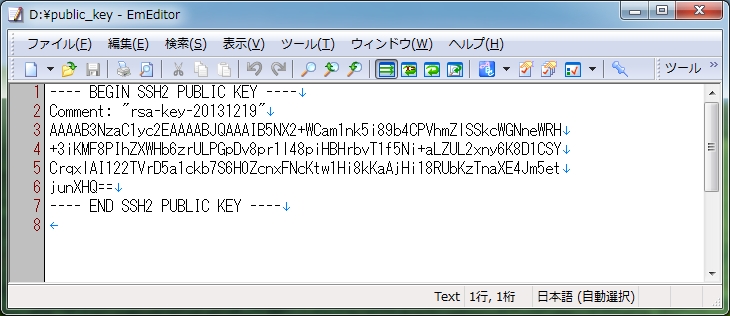 D:¥public_key - EmEditor
ファイル(F) 編集(E) 検索(S) 表示(V) ツール(T) ウィンドウ(W) ヘルプ(H)
ツール
1 ---- BEGIN SSH2 PUBLIC KEY ----↓
2 Comment: "rsa-key-20131219"↓
3 AAAAB3NzaC1yc2EAAAABJQAAAIB5NX2+WCam1nk5i89b4CPVhmZlSSkcWGNneWRH↓
4 +3iKMF8PIhZXWHb6zrULPGpDv8pr1l48piHBHrbvT1f5Ni+aLZUL2xny6K8D1CSY↓
5 CrqxlAI122TVrD5a1ckb7S6H0ZcnxFNcKtw1Hi8kKaAjHi18RUbKzTnaXE4Jm5et↓
6 junXHQ==↓
7 ---- END SSH2 PUBLIC KEY ----↓
8 ←
Text 1行, 1桁 日本語 (自動選択)